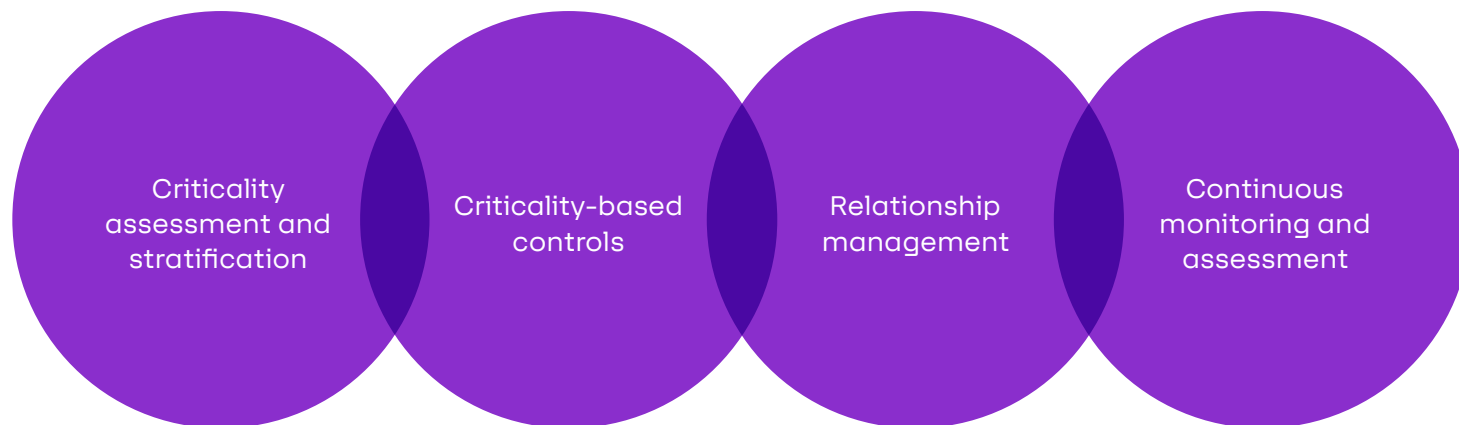 Criticality
assessment and
stratification
Criticality-based
controls
Relationship
management
Continuous
monitoring and
assessment